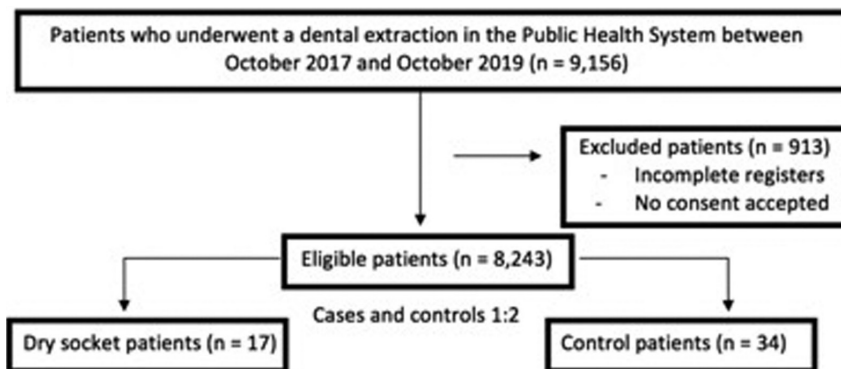 Patients who underwent a dental extraction in the Public Health System between
October 2017 and October 2019 (n = 9,156)
Excluded patients (n = 913)
- Incomplete registers
- No consent accepted
Eligible patients (n = 8,243)
Cases and controls 1:2
Dry socket patients (n = 17)
Control patients (n = 34)